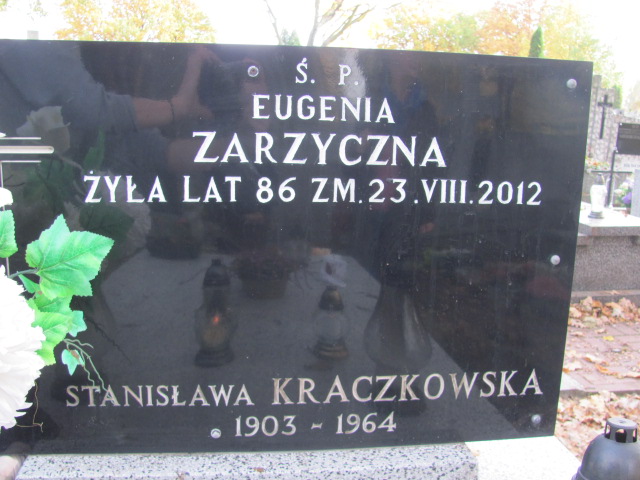 Ś. P.
EUGENIA
ZARZYCZNA
ŻYŁA LAT 86 ZM. 23. VIII. 2012
STANISŁAWA KRACZKOWSKA
1903 - 1964